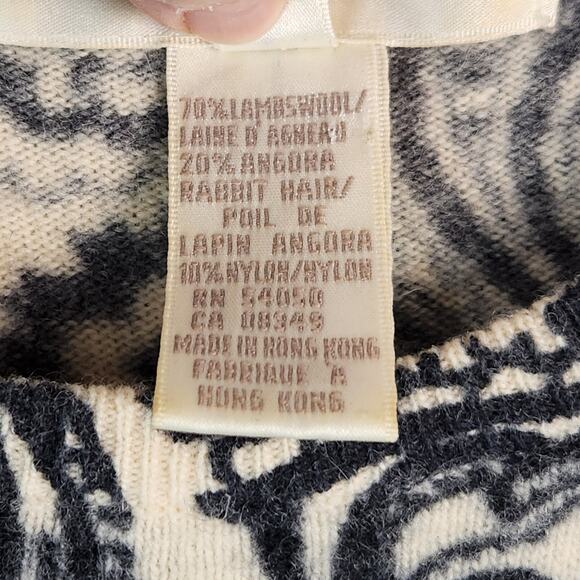 70% LAMBSWOOL/
LAINE D'AGNEAU
20% ANGORA
RABBIT HAIR/
POIL DE
LAPIN ANGORA
10% NYLON/NYLON
RN 54050
CA 08949
MADE IN HONG KONG
FABRIQUE A
HONG KONG